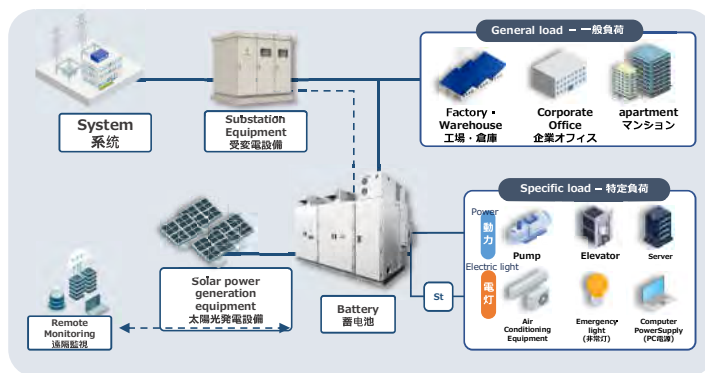 General load – 一般負荷
Factory・
Warehouse
工場・倉庫
Corporate
Office
企業オフィス
apartment
マンション
System
系统
Substation
Equipment
受変電設備
Specific load – 特定負荷
Power
動力
Pump
Elevator
Server
Electric light
電灯
Air
Conditioning
Equipment
Emergency
light
(非常灯)
Computer
PowerSupply
(PC電源)
St
Solar power
generation
equipment
太陽光発電設備
Battery
蓄电池
Remote
Monitoring
遠隔監視